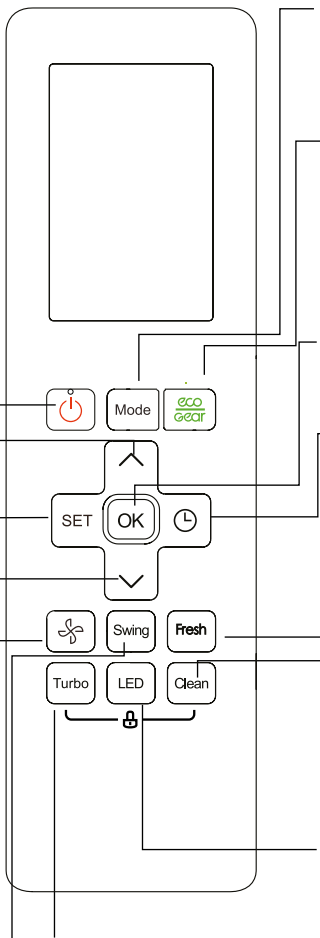 Mode
eco
Gear
SET
OK
Swing
Fresh
Turbo
LED
Clean